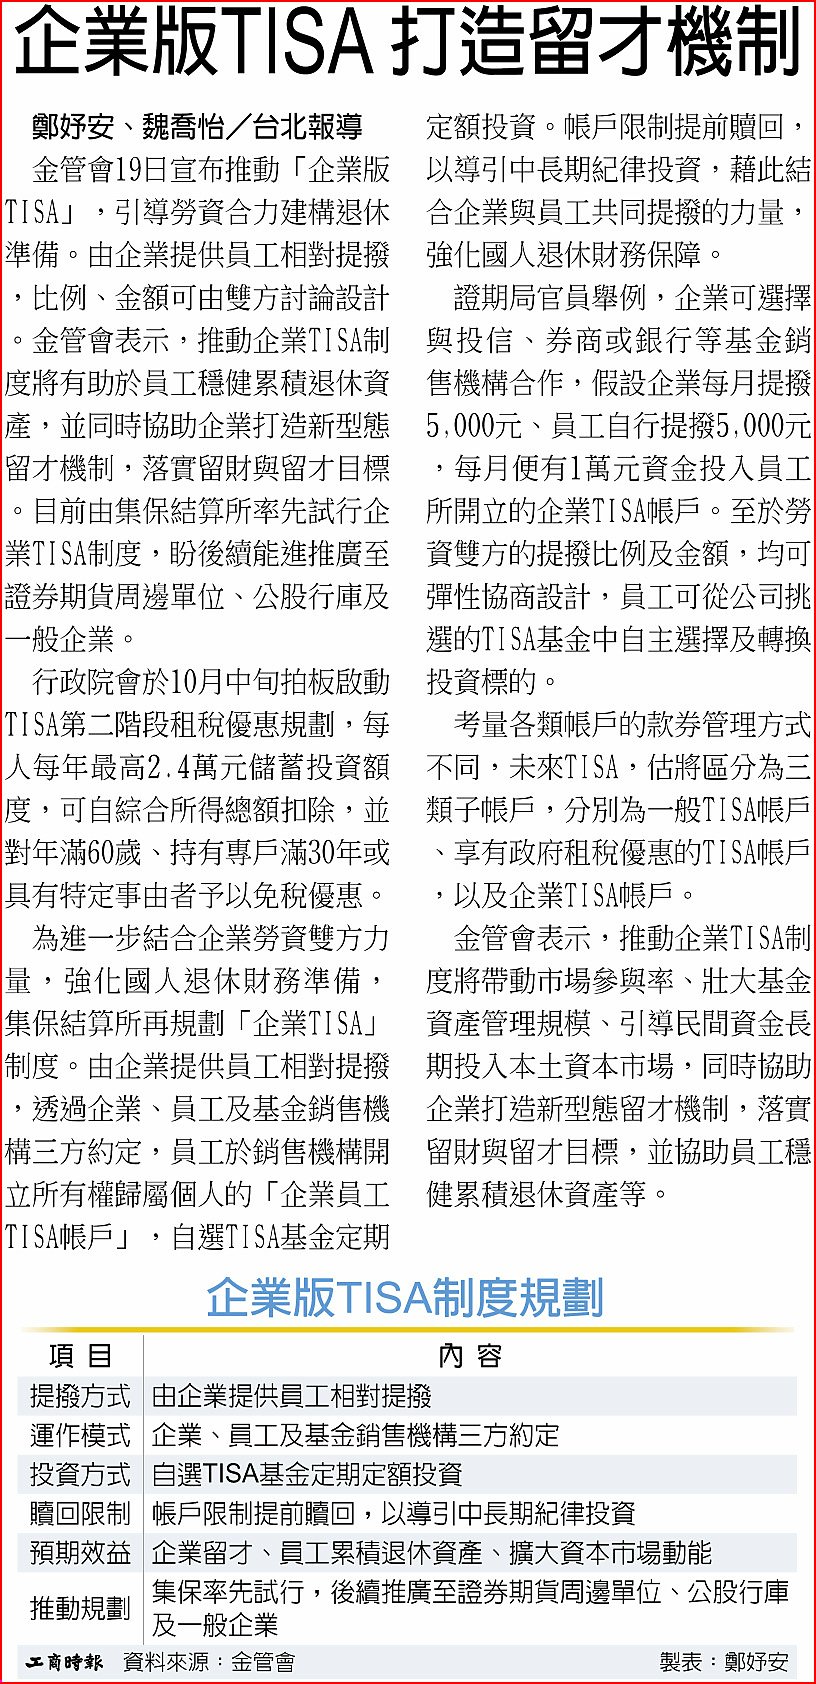 企業版TISA 打造留才機制
鄭妤安、魏喬怡／台北報導
金管會19日宣布推動「企業版
TISA」，引導勞資合力建構退休
準備。由企業提供員工相對提撥
，比例、金額可由雙方討論設計
。金管會表示，推動企業TISA制
度將有助於員工穩健累積退休資
產，並同時協助企業打造新型態
留才機制，落實留財與留才目標
。目前由集保結算所率先試行企
業TISA制度，盼後續能進推廣至
證券期貨周邊單位、公股行庫及
一般企業。
行政院會於10月中旬拍板啟動
TISA第二階段租稅優惠規劃，每
人每年最高2.4萬元儲蓄投資額
度，可自綜合所得總額扣除，並
對年滿60歲、持有專戶滿30年或
具有特定事由者予以免稅優惠。
為進一步結合企業勞資雙方力
量，強化國人退休財務準備，
集保結算所再規劃「企業TISA」
制度。由企業提供員工相對提撥
，透過企業、員工及基金銷售機
構三方約定，員工於銷售機構開
立所有權歸屬個人的「企業員工
TISA帳戶」，自選TISA基金定期
定額投資。帳戶限制提前贖回，
以導引中長期紀律投資，藉此結
合企業與員工共同提撥的力量，
強化國人退休財務保障。
證期局官員舉例，企業可選擇
與投信、券商或銀行等基金銷
售機構合作，假設企業每月提撥
5,000元、員工自行提撥5,000元
，每月便有1萬元資金投入員工
所開立的企業TISA帳戶。至於勞
資雙方的提撥比例及金額，均可
彈性協商設計，員工可從公司挑
選的TISA基金中自主選擇及轉換
投資標的。
考量各類帳戶的款券管理方式
不同，未來TISA，估將區分為三
類子帳戶，分別為一般TISA帳戶
、享有政府租稅優惠的TISA帳戶
，以及企業TISA帳戶。
金管會表示，推動企業TISA制
度將帶動市場參與率、壯大基金
資產管理規模、引導民間資金長
期投入本土資本市場，同時協助
企業打造新型態留才機制，落實
留財與留才目標，並協助員工穩
健累積退休資產等。
企業版TISA制度規劃
項目 內容
提撥方式 由企業提供員工相對提撥
運作模式 企業、員工及基金銷售機構三方約定
投資方式 自選TISA基金定期定額投資
贖回限制 帳戶限制提前贖回，以導引中長期紀律投資
預期效益 企業留才、員工累積退休資產、擴大資本市場動能
推動規劃 集保率先試行，後續推廣至證券期貨周邊單位、公股行庫
及一般企業
工商時報 資料來源：金管會 製表：鄭妤安